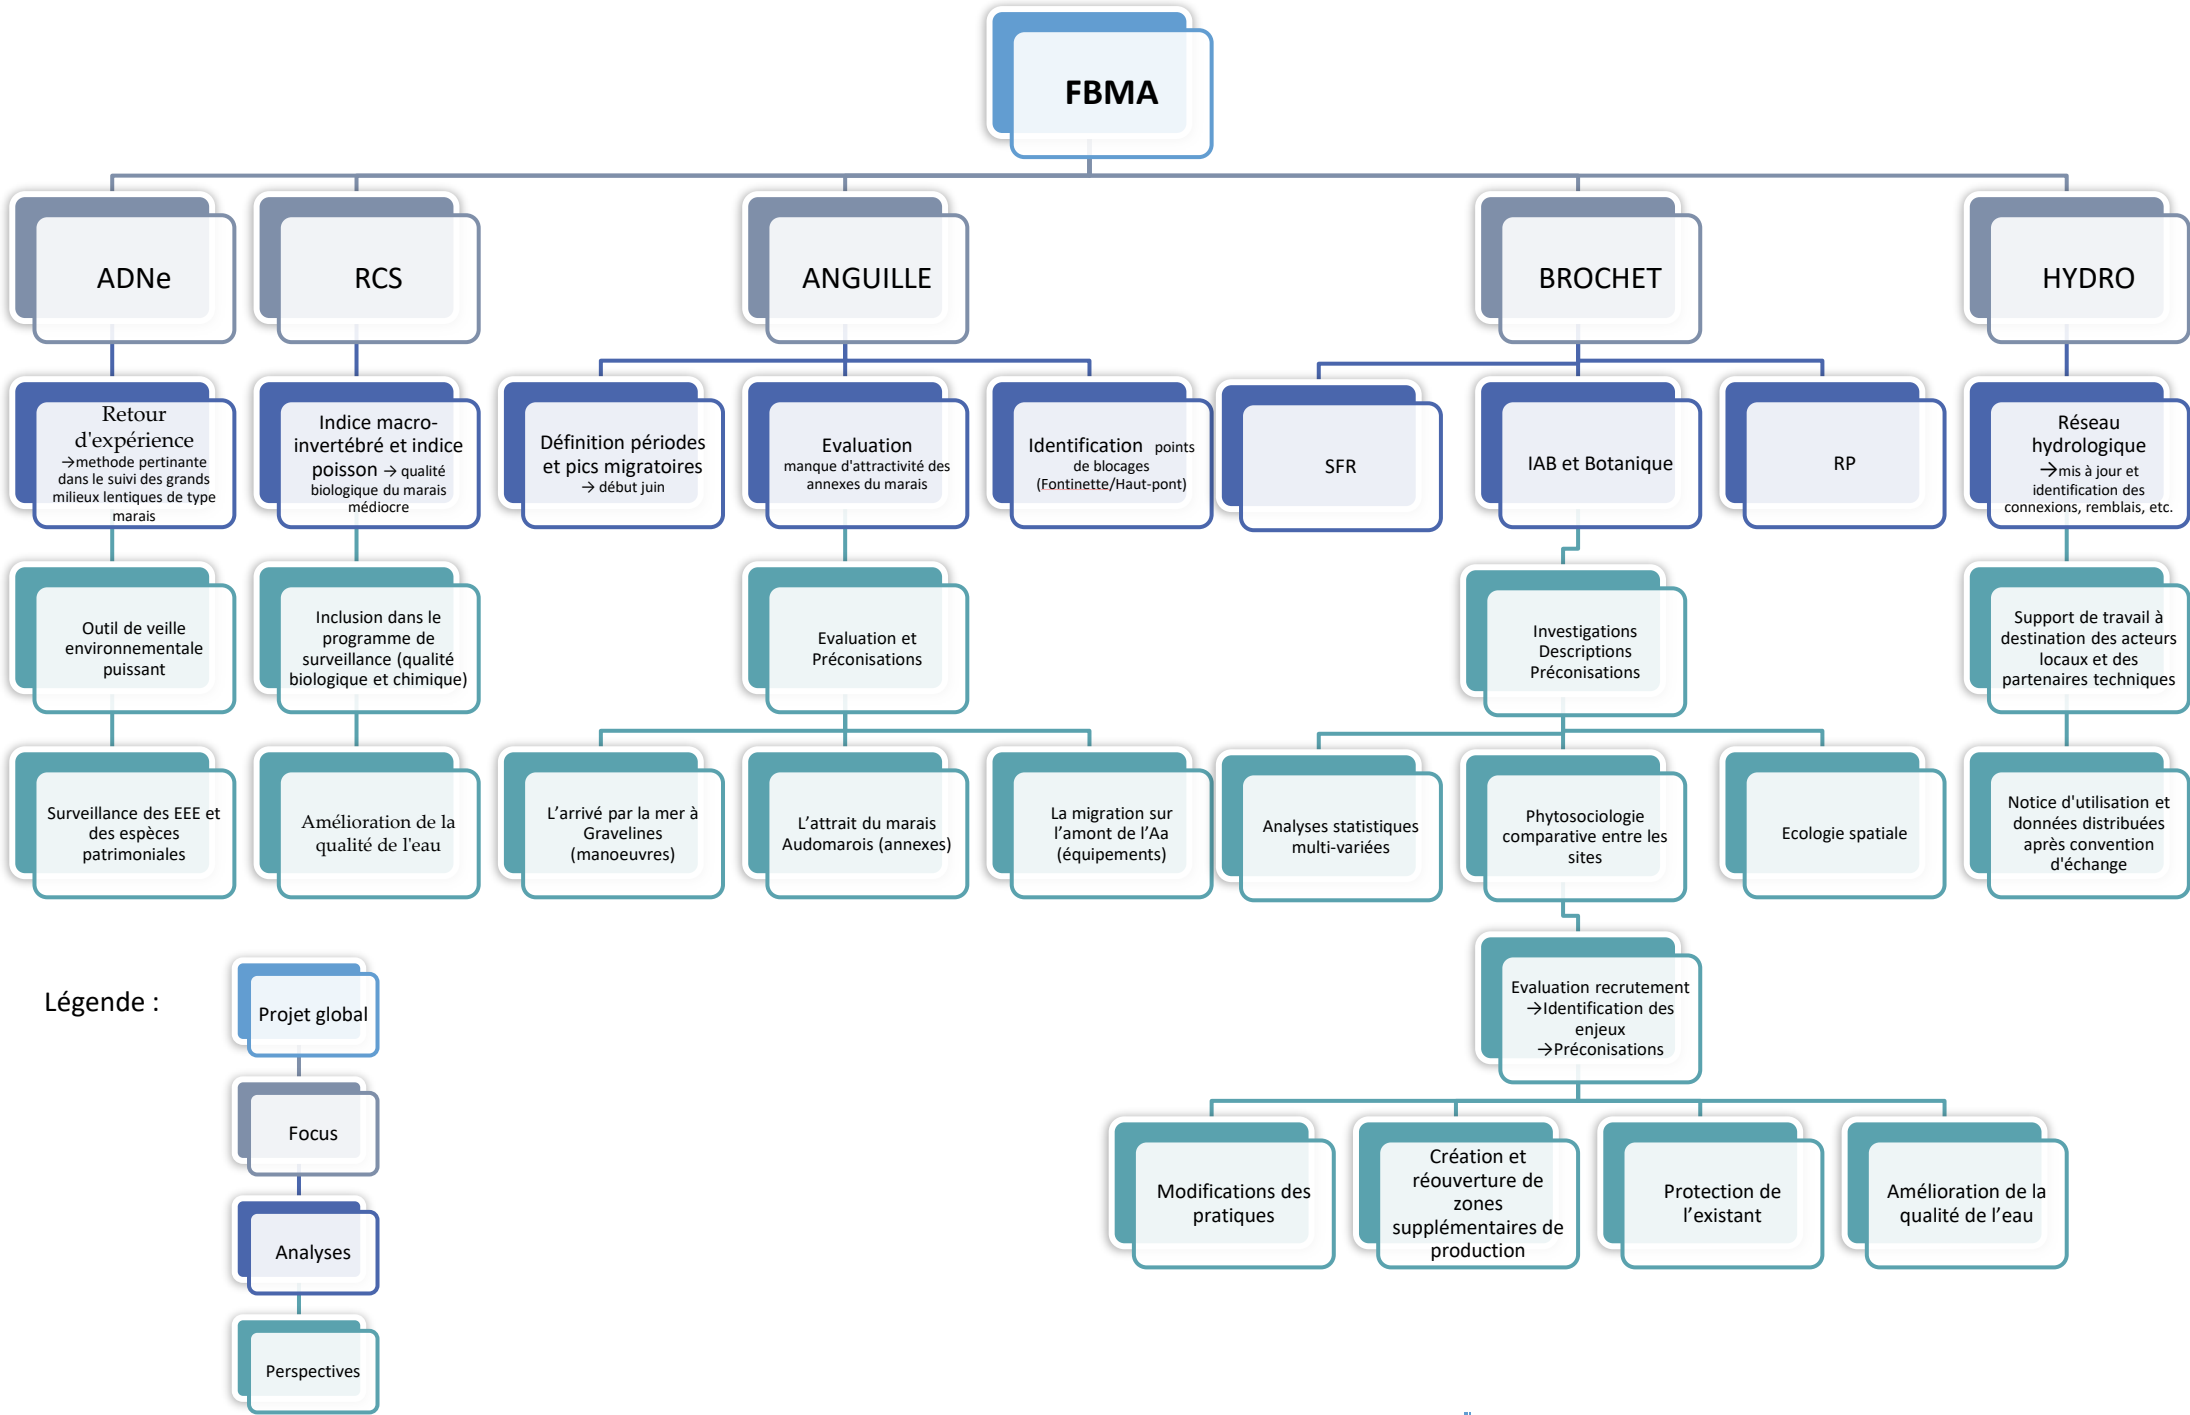 FBMA
ADNe
RCS
ANGUILLE
BROCHET
HYDRO
Retour
d'expérience
→methode pertinante
dans le suivi des grands
milieux lentiques de type
marais
Indice macro-
invertébré et indice
poisson → qualité
biologique du marais
médiocre
Définition périodes
et pics migratoires
→ début juin
Evaluation
manque d'attractivité des
annexes du marais
Identification points
de blocages
(Fontinette/Haut-pont)
SFR
IAB et Botanique
RP
Réseau
hydrologique
→mis à jour et
identification des
connexions, remblais, etc.
Outil de veille
environnementale
puissant
Inclusion dans le
programme de
surveillance (qualité
biologique et chimique)
Evaluation et
Préconisations
Investigations
Descriptions
Préconisations
Support de travail à
destination des acteurs
locaux et des
partenaires techniques
Surveillance des EEE et
des espèces
patrimoniales
Amélioration de la
qualité de l'eau
L'arrivé par la mer à
Gravelines
(manoeuvres)
L'attrait du marais
Audomarois (annexes)
La migration sur
l'amont de l'Aa
(équipements)
Analyses statistiques
multi-variées
Phytosociologie
comparative entre les
sites
Ecologie spatiale
Notice d'utilisation et
données distribuées
après convention
d'échange
Evaluation recrutement
→Identification des
enjeux
→Préconisations
Modifications des
pratiques
Création et
réouverture de
zones
supplémentaires de
production
Protection de
l'existant
Amélioration de la
qualité de l'eau
Légende :
Projet global
Focus
Analyses
Perspectives